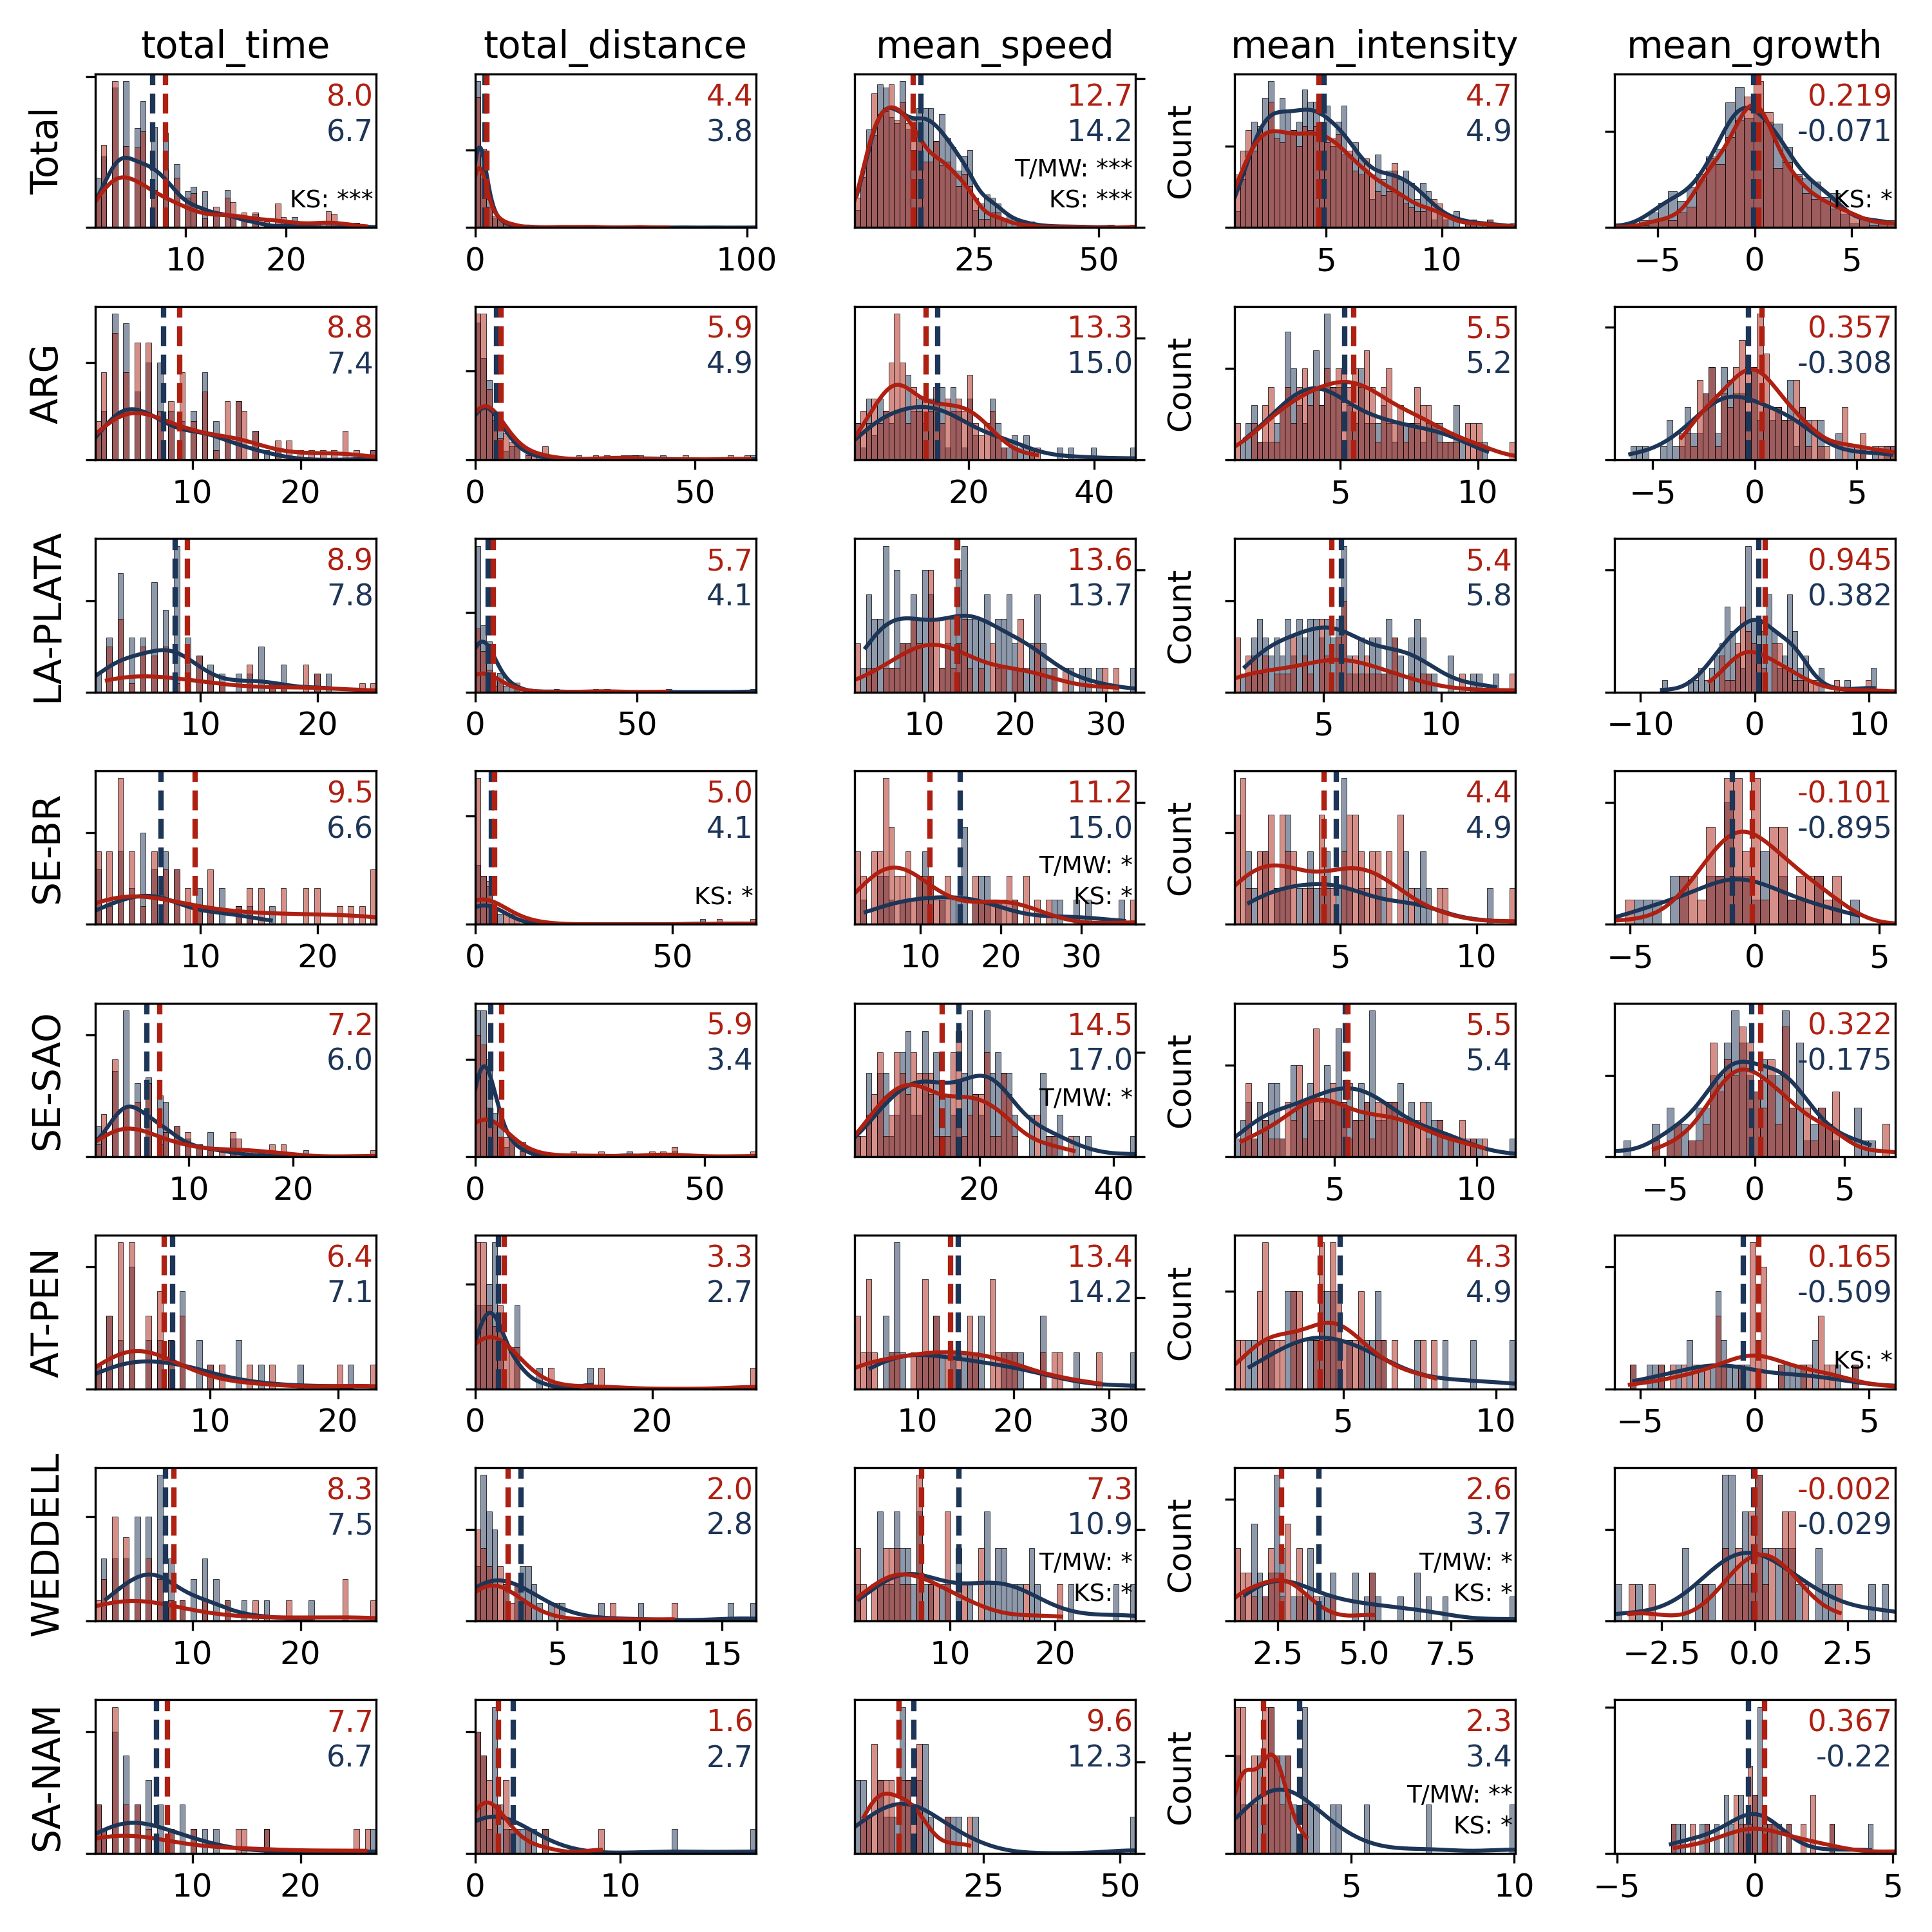 total_time total_distance mean_speed mean_intensity mean_growth
Total
8.0
6.7
KS: ***
10 20
4.4
3.8
0 100
12.7
14.2
T/MW: ***
KS: ***
25 50
Count
4.7
4.9
5 10
0.219
-0.071
KS: *
−5 0 5
ARG
8.8
7.4
10 20
5.9
4.9
0 50
13.3
15.0
20 40
Count
5.5
5.2
5 10
0.357
-0.308
−5 0 5
LA-PLATA
8.9
7.8
10 20
5.7
4.1
0 50
13.6
13.7
10 20 30
Count
5.4
5.8
5 10
0.945
0.382
−10 0 10
SE-BR
9.5
6.6
10 20
5.0
4.1
KS: *
0 50
11.2
15.0
T/MW: *
KS: *
10 20 30
Count
4.4
4.9
5 10
-0.101
-0.895
−5 0 5
SE-SAO
7.2
6.0
10 20
5.9
3.4
0 50
14.5
17.0
T/MW: *
20 40
Count
5.5
5.4
5 10
0.322
-0.175
−5 0 5
AT-PEN
6.4
7.1
10 20
3.3
2.7
0 20
13.4
14.2
10 20 30
Count
4.3
4.9
5 10
0.165
-0.509
KS: *
−5 0 5
WEDDELL
8.3
7.5
10 20
2.0
2.8
5 10 15
7.3
10.9
T/MW: *
KS: *
10 20
Count
2.6
3.7
T/MW: *
KS: *
2.5 5.0 7.5
-0.002
-0.029
−2.5 0.0 2.5
SA-NAM
7.7
6.7
10 20
1.6
2.7
0 10
9.6
12.3
25 50
Count
2.3
3.4
T/MW: **
KS: *
5 10
0.367
-0.22
−5 0 5